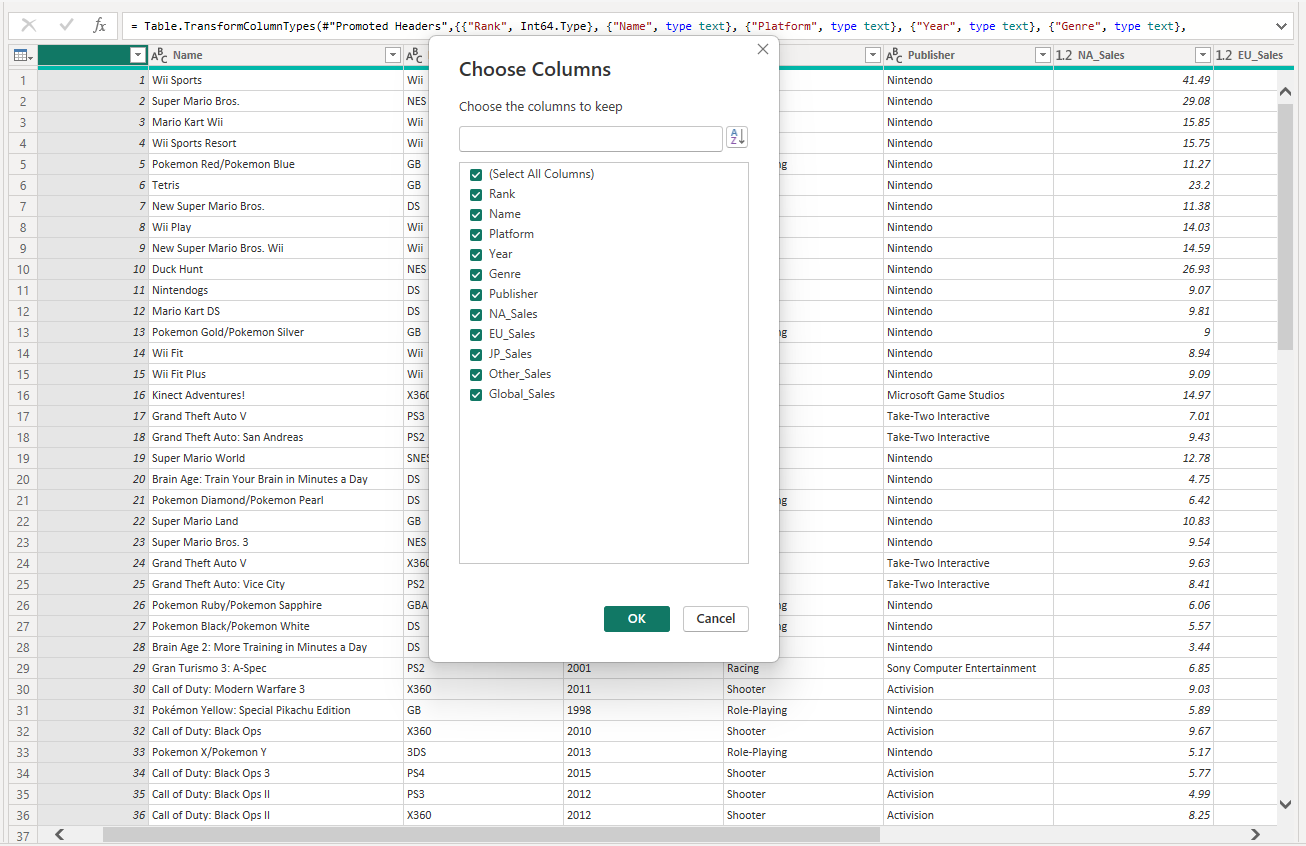 = Table.TransformColumnTypes(#"Promoted Headers",{{"Rank", Int64.Type}, {"Name", type text}, {"Platform", type text}, {"Year", type text}, {"Genre", type text},
Name Publisher 1.2 NA_Sales 1.2 EU_Sales
1 1 Wii Sports Wii Nintendo 41.49
2 2 Super Mario Bros. NES Nintendo 29.08
3 3 Mario Kart Wii Wii Nintendo 15.85
4 4 Wii Sports Resort Wii Nintendo 15.75
5 5 Pokemon Red/Pokemon Blue GB Nintendo 11.27
6 6 Tetris GB Nintendo 23.2
7 7 New Super Mario Bros. DS Nintendo 11.38
8 8 Wii Play Wii Nintendo 14.03
9 9 New Super Mario Bros. Wii Wii Nintendo 14.59
10 10 Duck Hunt NES Nintendo 26.93
11 11 Nintendogs DS Nintendo 9.07
12 12 Mario Kart DS DS Nintendo 9.81
13 13 Pokemon Gold/Pokemon Silver GB Nintendo 9
14 14 Wii Fit Wii Nintendo 8.94
15 15 Wii Fit Plus Wii Nintendo 9.09
16 16 Kinect Adventures! X360 Microsoft Game Studios 14.97
17 17 Grand Theft Auto V PS3 Take-Two Interactive 7.01
18 18 Grand Theft Auto: San Andreas PS2 Take-Two Interactive 9.43
19 19 Super Mario World SNES Nintendo 12.78
20 20 Brain Age: Train Your Brain in Minutes a Day DS Nintendo 4.75
21 21 Pokemon Diamond/Pokemon Pearl DS Nintendo 6.42
22 22 Super Mario Land GB Nintendo 10.83
23 23 Super Mario Bros. 3 NES Nintendo 9.54
24 24 Grand Theft Auto V X360 Take-Two Interactive 9.63
25 25 Grand Theft Auto: Vice City PS2 Take-Two Interactive 8.41
26 26 Pokemon Ruby/Pokemon Sapphire GBA Nintendo 6.06
27 27 Pokemon Black/Pokemon White DS Nintendo 5.57
28 28 Brain Age 2: More Training in Minutes a Day DS Nintendo 3.44
29 29 Gran Turismo 3: A-Spec PS2 2001 Racing Sony Computer Entertainment 6.85
30 30 Call of Duty: Modern Warfare 3 X360 2011 Shooter Activision 9.03
31 31 Pokémon Yellow: Special Pikachu Edition GB 1998 Role-Playing Nintendo 5.89
32 32 Call of Duty: Black Ops X360 2010 Shooter Activision 9.67
33 33 Pokemon X/Pokemon Y 3DS 2013 Role-Playing Nintendo 5.17
34 34 Call of Duty: Black Ops 3 PS4 2015 Shooter Activision 5.77
35 35 Call of Duty: Black Ops II PS3 2012 Shooter Activision 4.99
36 36 Call of Duty: Black Ops II X360 2012 Shooter Activision 8.25
37
Choose Columns
Choose the columns to keep
(Select All Columns)
Rank
Name
Platform
Year
Genre
Publisher
NA_Sales
EU_Sales
JP_Sales
Other_Sales
Global_Sales
OK Cancel